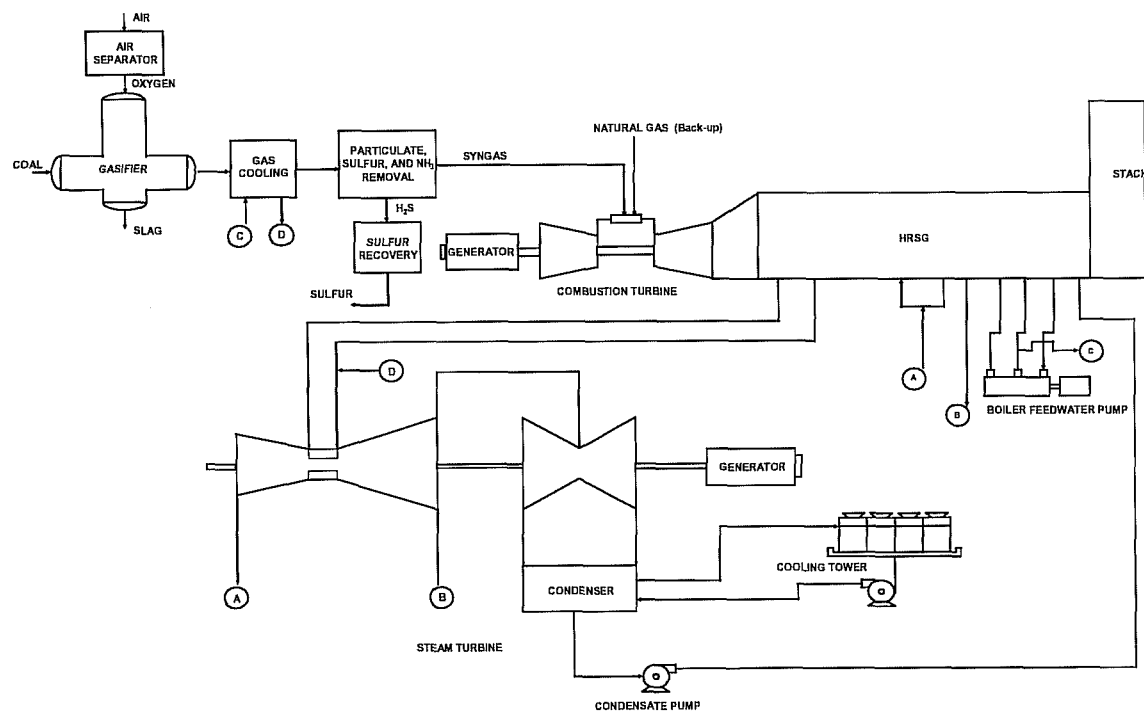 AIR
AIR
SEPARATOR
OXYGEN
COAL
GASIFIER
SLAG
GAS
COOLING
C
D
PARTICULATE,
SULFUR, AND NH3
REMOVAL
H2S
SULFUR
RECOVERY
SULFUR
SYNGAS
NATURAL GAS (Back-up)
GENERATOR
COMBUSTION TURBINE
HRSG
STACK
A
B
C
BOILER FEEDWATER PUMP
D
GENERATOR
COOLING TOWER
CONDENSER
A
B
STEAM TURBINE
CONDENSATE PUMP